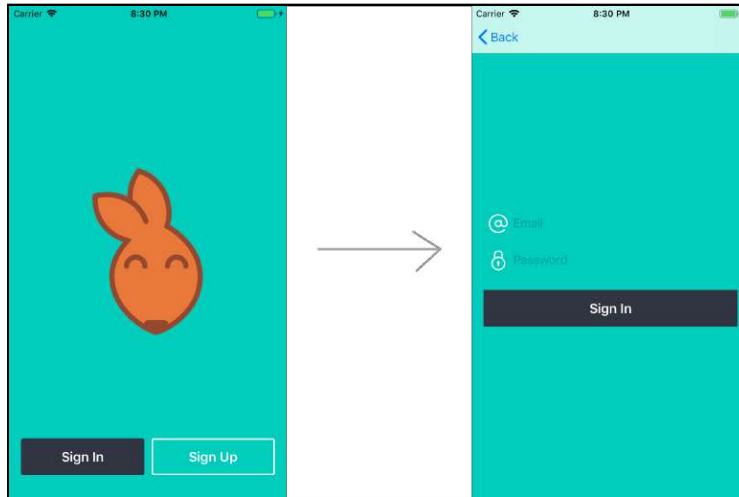 Carrier 8:30 PM
Sign In
Sign Up
Carrier 8:30 PM
Back
Email
Password
Sign In